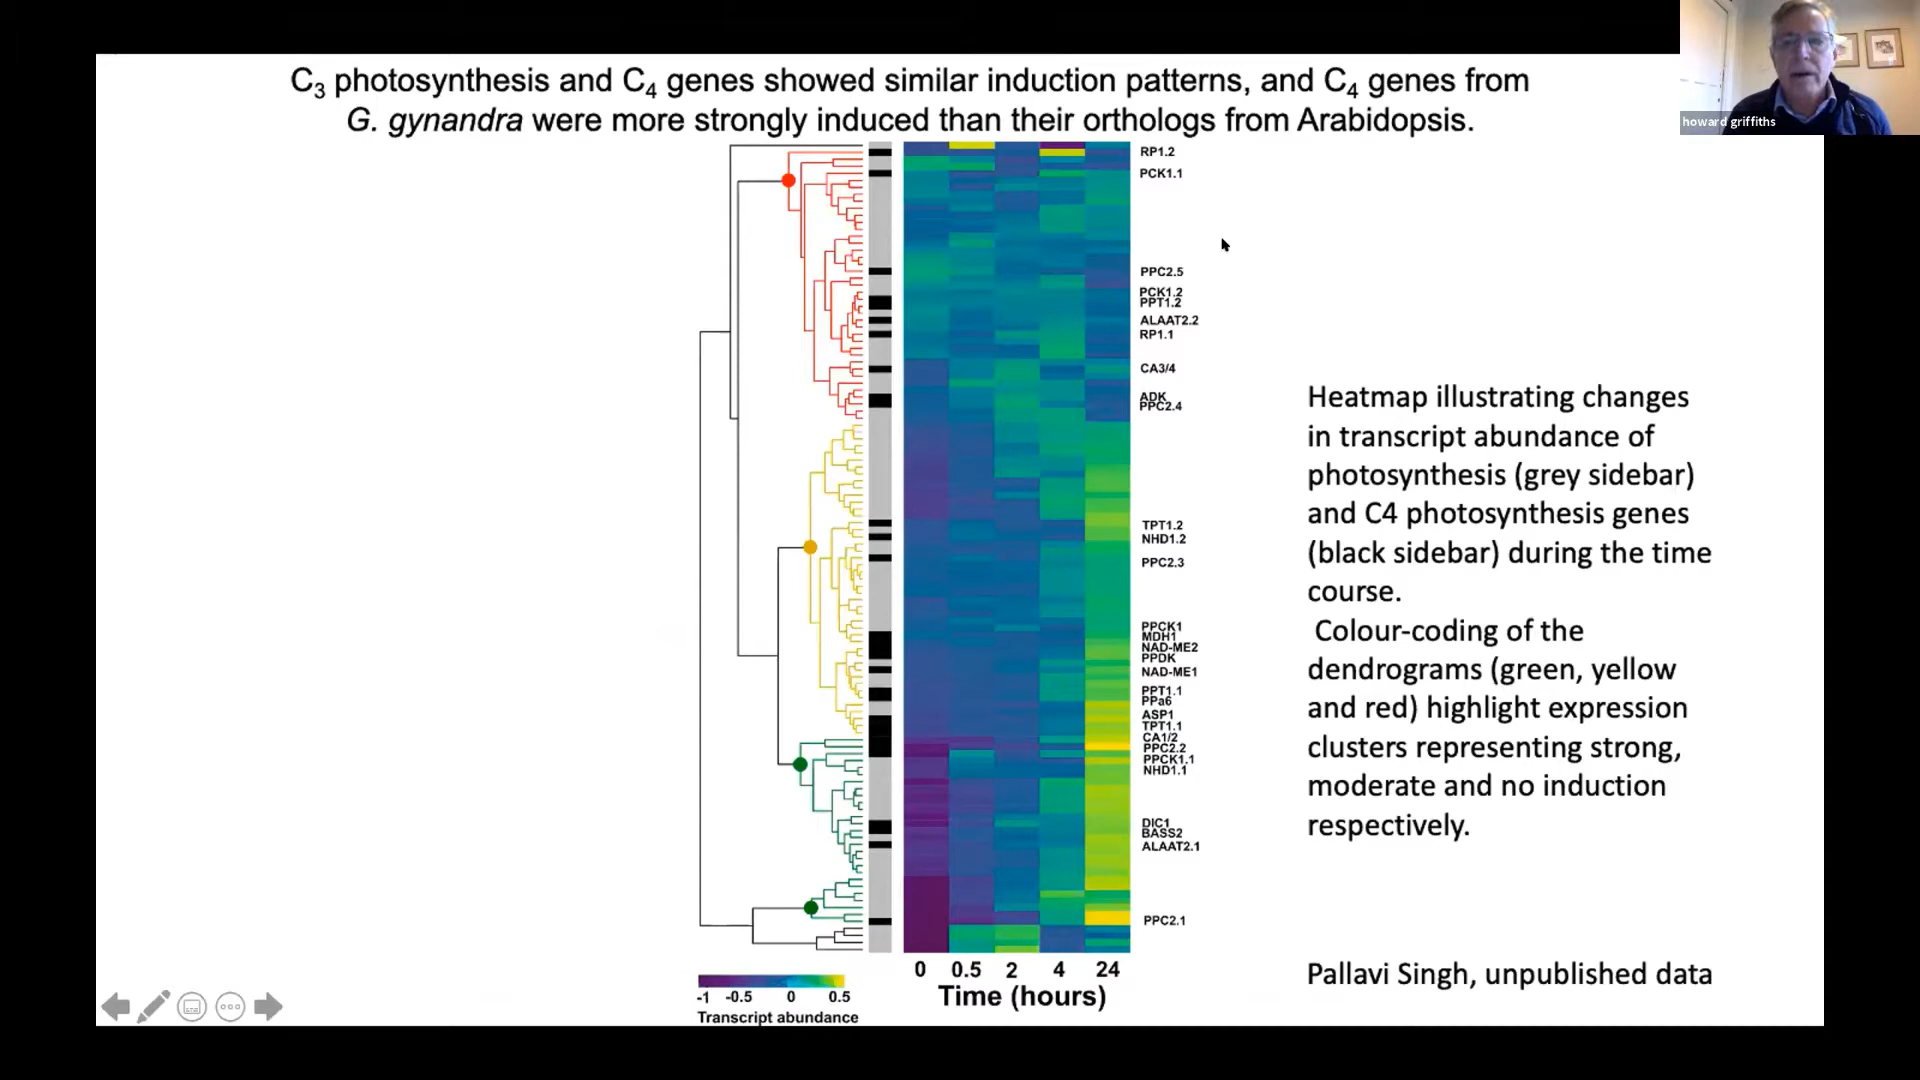 C3 photosynthesis and C4 genes showed similar induction patterns, and C4 genes from
G. gynandra were more strongly induced than their orthologs from Arabidopsis.
howard griffiths
RP1.2
PCK1.1
PPC2.5
PCK1.2
PPT1.2
ALAAT2.2
RP1.1
CA3/4
ADK
PPC2.4
TPT1.2
NHD1.2
PPC2.3
PPCK1
MDH1
NAD-ME2
PPDK
NAD-ME1
PPT1.1
PPa6
ASP1
TPT1.1
CA1/2
PPC2.2
PPCK1.1
NHD1.1
DIC1
BASS2
ALAAT2.1
PPC2.1
0 0.5 2 4 24
Time (hours)
-1 -0.5 0 0.5
Transcript abundance
Heatmap illustrating changes
in transcript abundance of
photosynthesis (grey sidebar)
and C4 photosynthesis genes
(black sidebar) during the time
course.
Colour-coding of the
dendrograms (green, yellow
and red) highlight expression
clusters representing strong,
moderate and no induction
respectively.
Pallavi Singh, unpublished data